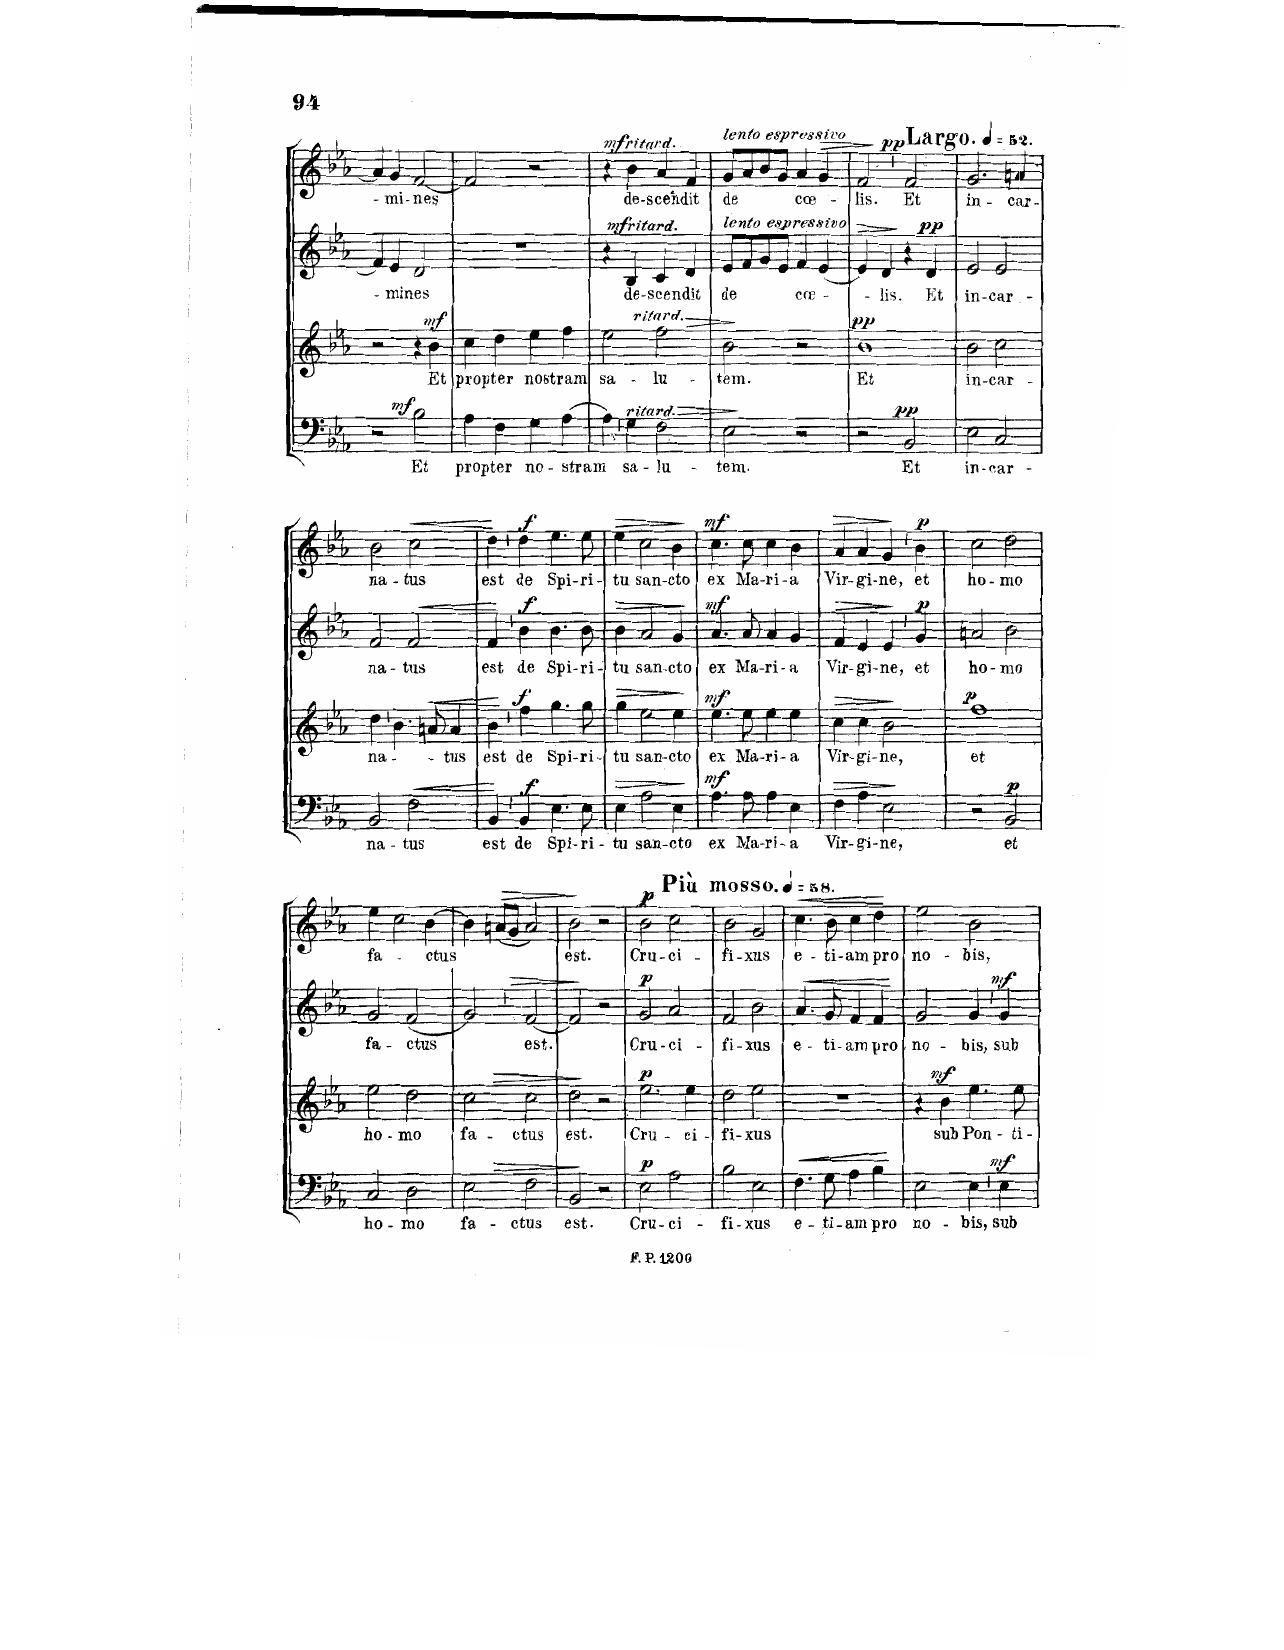 94
mf ritard. lento espressivo pp Largo. ♩ = 52.
- mi-nes de-scendit de cœ - lis. Et in- car-
mf ritard. lento espressivo pp
- mines de-scendit de cœ - - lis. Et in-car -
mf ritard. pp
Et propter nostram sa - lu - tem. Et in-car -
mf ritard. pp
Et propter no-stram sa-lu - tem. Et in-car -
f mf p
na-tus est de Spi-ri-tu san-cto ex Ma-ri-a Vir-gi-ne, et ho-mo
f mf p
na-tus est de Spi-ri-tu san-cto ex Ma-ri-a Vir-gi-ne, et ho-mo
f mf p
na - - tus est de Spi-ri-tu san-cto ex Ma-ri-a Vir-gi-ne, et
f mf p
na-tus est de Spi-ri-tu san-cto ex Ma-ri-a Vir-gi-ne, et
p Più mosso. ♩ = 58.
fa - ctus est. Cru-ci - fi-xus e-ti-am pro no - bis,
p mf
fa-ctus est. Cru-ci - fi-xus e-ti-am pro no - bis, sub
p mf
ho-mo fa - ctus est. Cru - ci - fi-xus sub Pon - ti-
p mf
ho-mo fa - ctus est. Cru-ci - fi-xus e-ti-am pro no - bis, sub
F. P. 1200